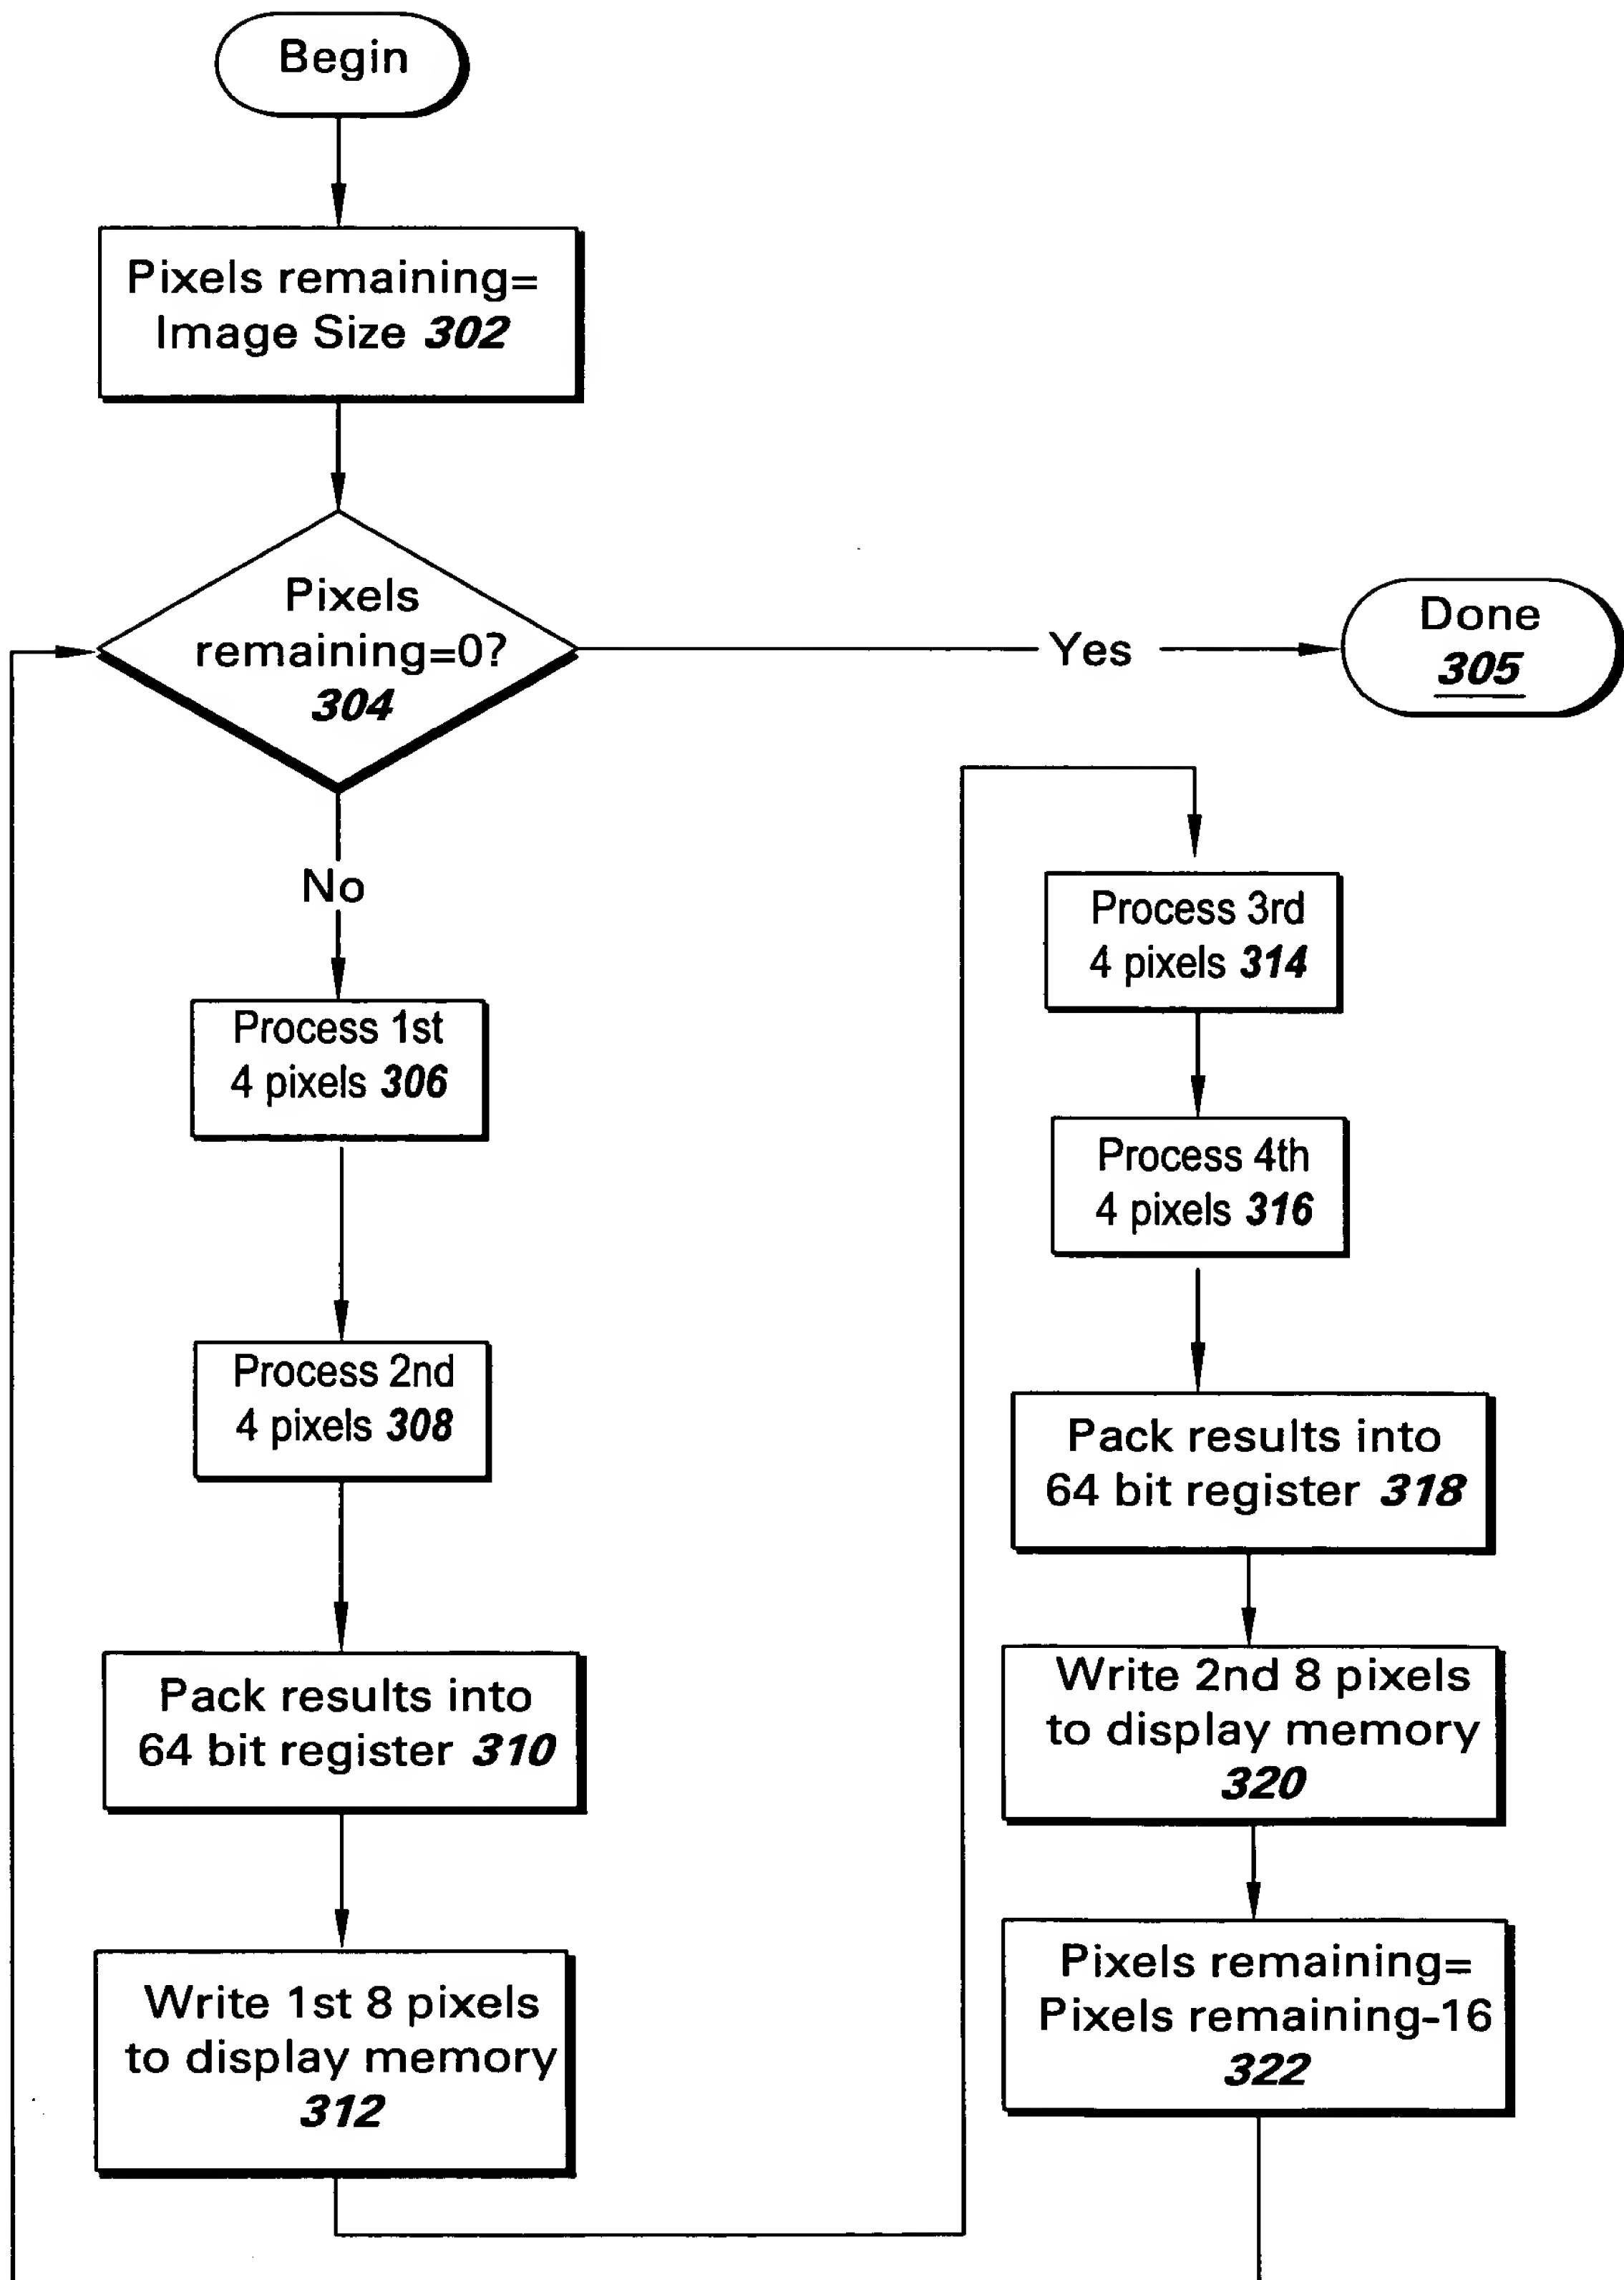 Begin
Pixels remaining=
Image Size 302
Pixels
remaining=0?
304
Yes
Done
305
No
Process 1st
4 pixels 306
Process 2nd
4 pixels 308
Pack results into
64 bit register 310
Write 1st 8 pixels
to display memory
312
Process 3rd
4 pixels 314
Process 4th
4 pixels 316
Pack results into
64 bit register 318
Write 2nd 8 pixels
to display memory
320
Pixels remaining=
Pixels remaining-16
322